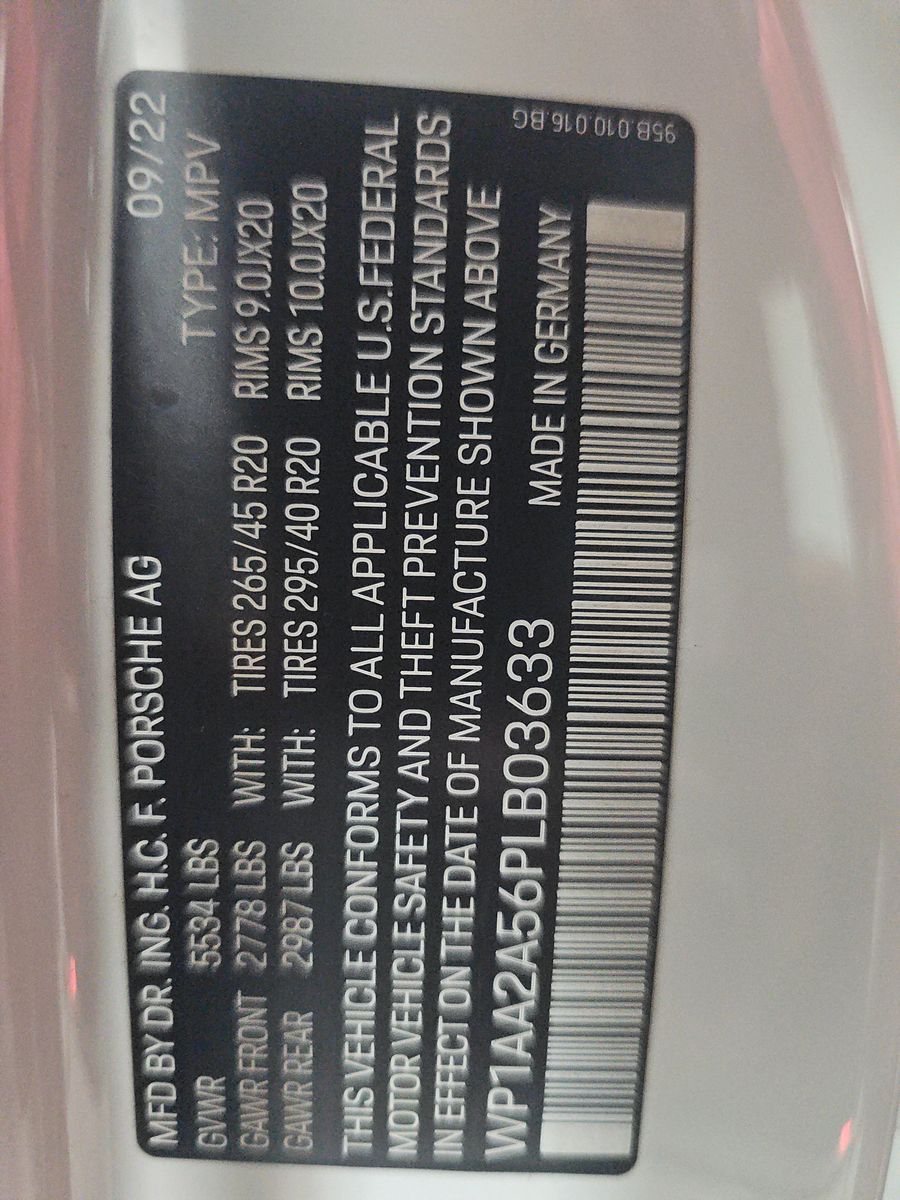 MFD BY DR. ING. H.C. F. PORSCHE AG 09/22
GVWR 5534 LBS TYPE: MPV
GAWR FRONT 2778 LBS WITH: TIRES 265/45 R20 RIMS 9.0JX20
GAWR REAR 2987 LBS WITH: TIRES 295/40 R20 RIMS 10.0JX20
THIS VEHICLE CONFORMS TO ALL APPLICABLE U.S.FEDERAL
MOTOR VEHICLE SAFETY AND THEFT PREVENTION STANDARDS
IN EFFECT ON THE DATE OF MANUFACTURE SHOWN ABOVE
WP1AA2A56PLB03633 MADE IN GERMANY
95B.010.016.BG